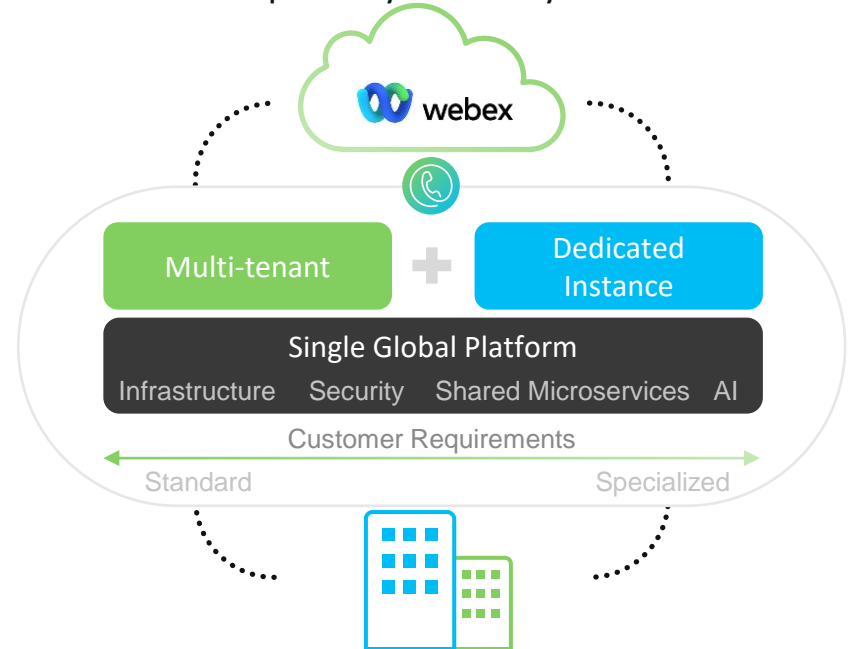 webex
Multi-tenant
Dedicated
Instance
Single Global Platform
Infrastructure Security Shared Microservices AI
Customer Requirements
Standard Specialized